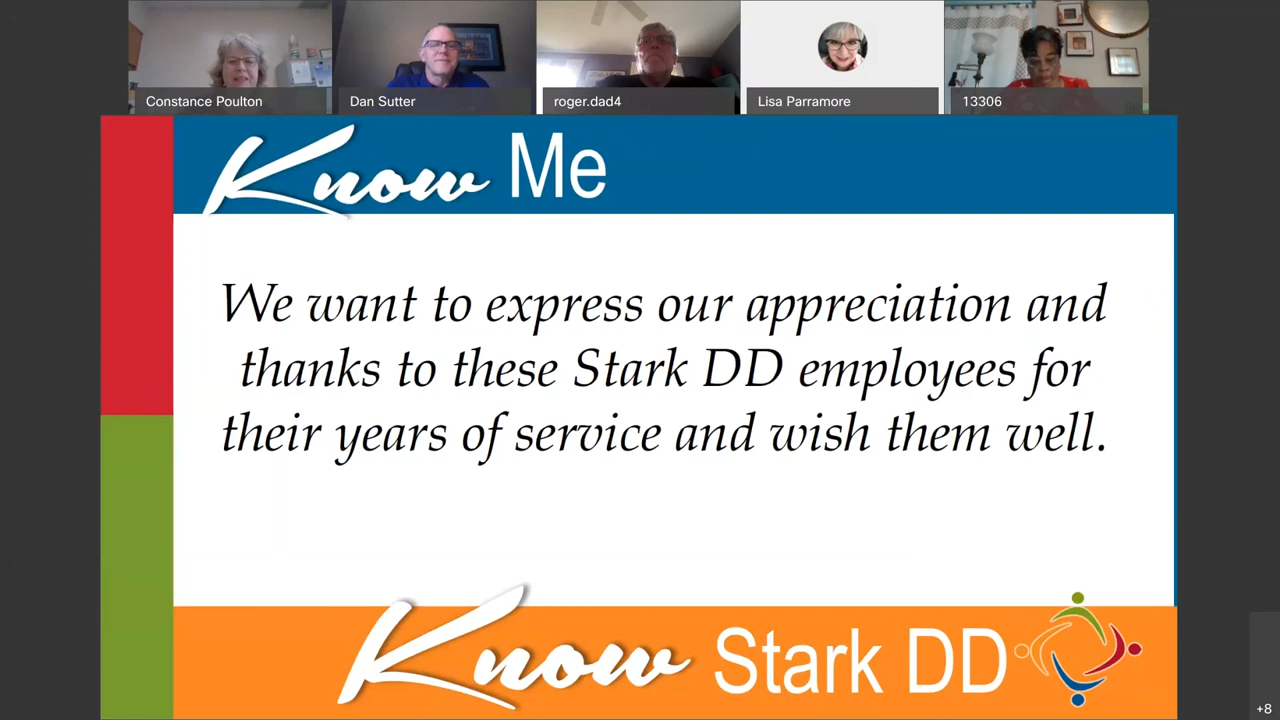 Constance Poulton
Dan Sutter
roger.dad4
Lisa Parramore
13306
Know Me
We want to express our appreciation and
thanks to these Stark DD employees for
their years of service and wish them well.
Know Stark DD
+8